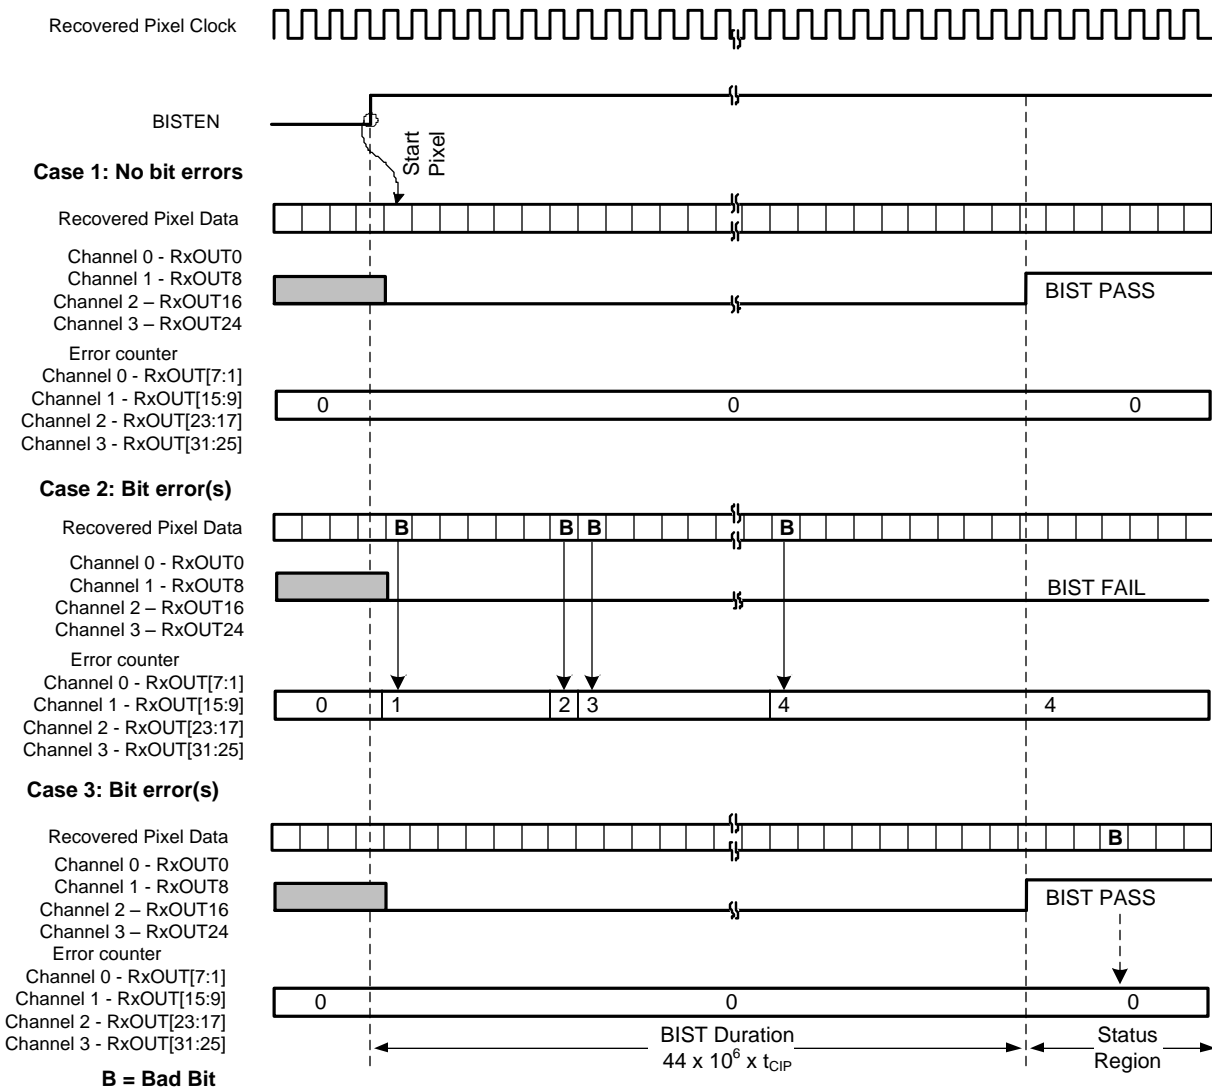 Recovered Pixel Clock
BISTEN
Start
Pixel
Case 1: No bit errors
Recovered Pixel Data
Channel 0 - RxOUT0
Channel 1 - RxOUT8
Channel 2 – RxOUT16
Channel 3 – RxOUT24
BIST PASS
Error counter
Channel 0 - RxOUT[7:1]
Channel 1 - RxOUT[15:9]
Channel 2 - RxOUT[23:17]
Channel 3 - RxOUT[31:25]
0 0 0
Case 2: Bit error(s)
Recovered Pixel Data
B B B B
Channel 0 - RxOUT0
Channel 1 - RxOUT8
Channel 2 – RxOUT16
Channel 3 – RxOUT24
BIST FAIL
Error counter
Channel 0 - RxOUT[7:1]
Channel 1 - RxOUT[15:9]
Channel 2 - RxOUT[23:17]
Channel 3 - RxOUT[31:25]
0 1 2 3 4 4
Case 3: Bit error(s)
Recovered Pixel Data
B
Channel 0 - RxOUT0
Channel 1 - RxOUT8
Channel 2 – RxOUT16
Channel 3 – RxOUT24
BIST PASS
Error counter
Channel 0 - RxOUT[7:1]
Channel 1 - RxOUT[15:9]
Channel 2 - RxOUT[23:17]
Channel 3 - RxOUT[31:25]
0 0 0
BIST Duration
44 x 10⁶ x tCIP
Status
Region
B = Bad Bit